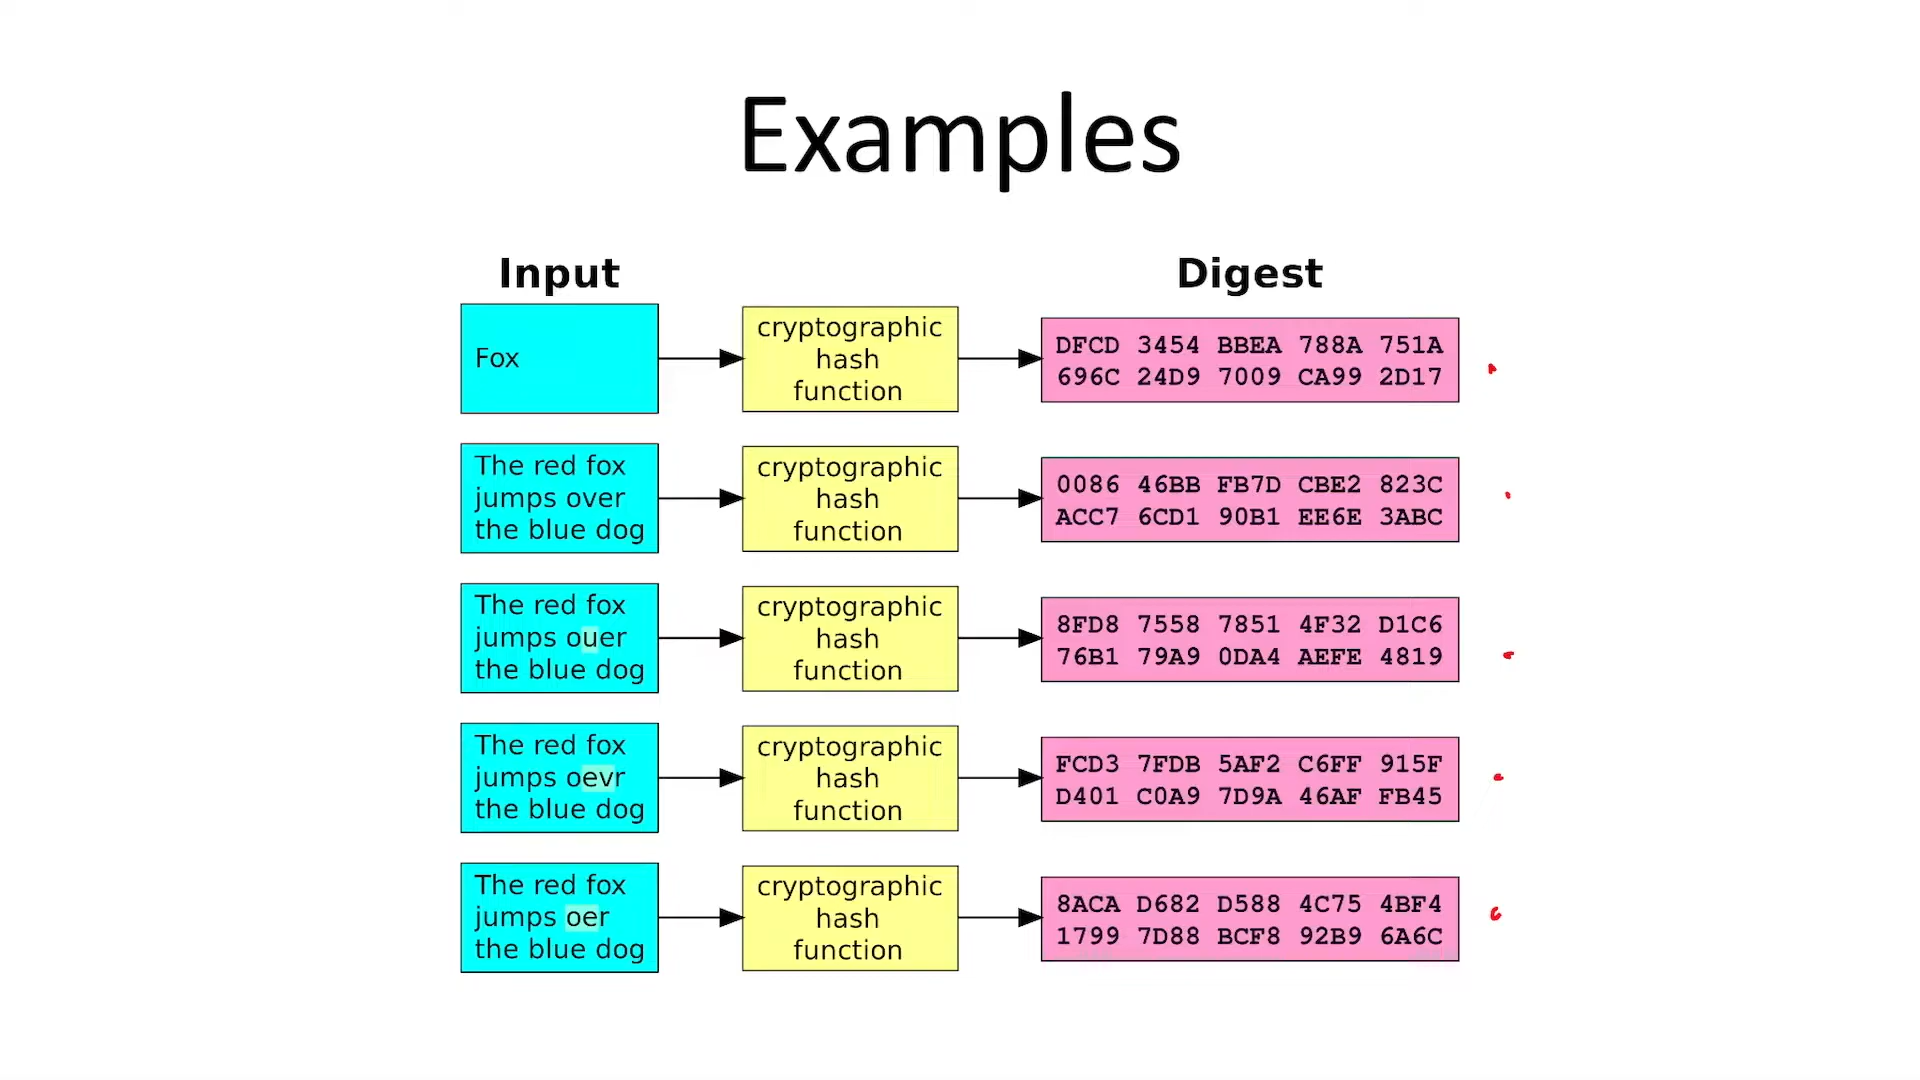 Examples
Input
Digest
Fox
cryptographic
hash
function
DFCD 3454 BBEA 788A 751A
696C 24D9 7009 CA99 2D17
The red fox
jumps over
the blue dog
cryptographic
hash
function
0086 46BB FB7D CBE2 823C
ACC7 6CD1 90B1 EE6E 3ABC
The red fox
jumps ouer
the blue dog
cryptographic
hash
function
8FD8 7558 7851 4F32 D1C6
76B1 79A9 0DA4 AEFE 4819
The red fox
jumps oevr
the blue dog
cryptographic
hash
function
FCD3 7FDB 5AF2 C6FF 915F
D401 C0A9 7D9A 46AF FB45
The red fox
jumps oer
the blue dog
cryptographic
hash
function
8ACA D682 D588 4C75 4BF4
1799 7D88 BCF8 92B9 6A6C